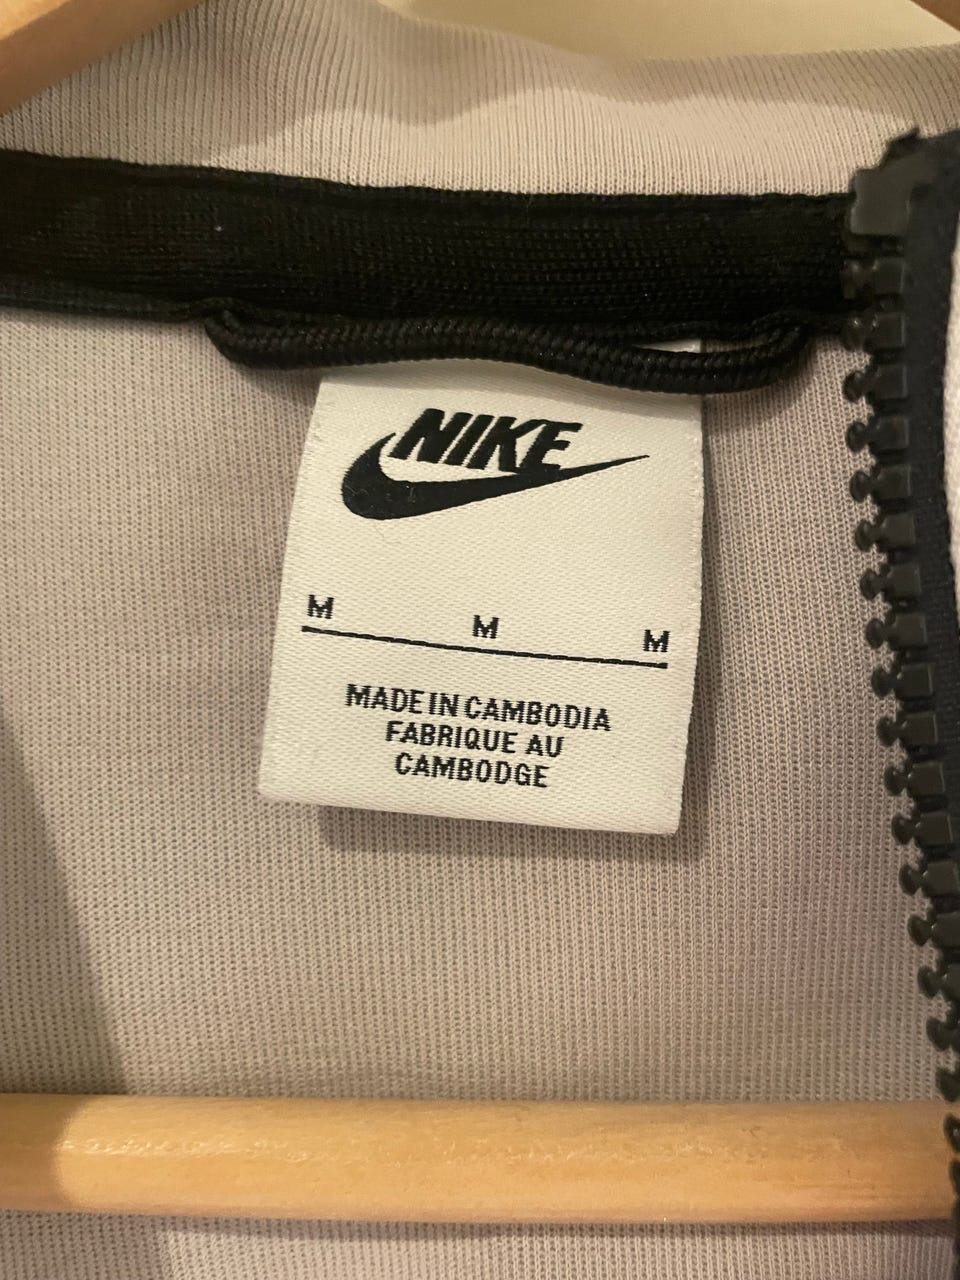 NIKE
M M M
MADE IN CAMBODIA
FABRIQUE AU
CAMBODGE